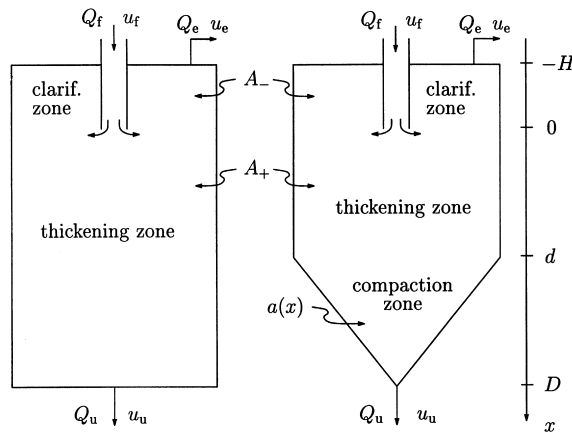 Q_f u_f Q_e u_e Q_f u_f Q_e u_e
clarif. zone
A_−
clarif. zone
−H
0
A_+
thickening zone
thickening zone
d
compaction zone
a(x)
D
Q_u u_u Q_u u_u
x